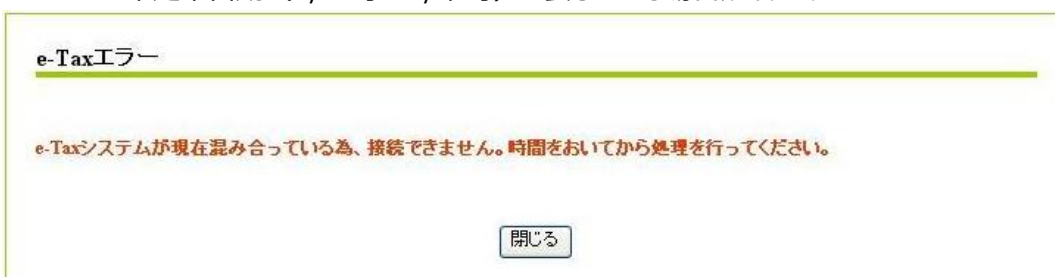 e-Taxエラー
e-Taxシステムが現在混み合っている為、接続できません。時間をおいてから処理を行ってください。
閉じる